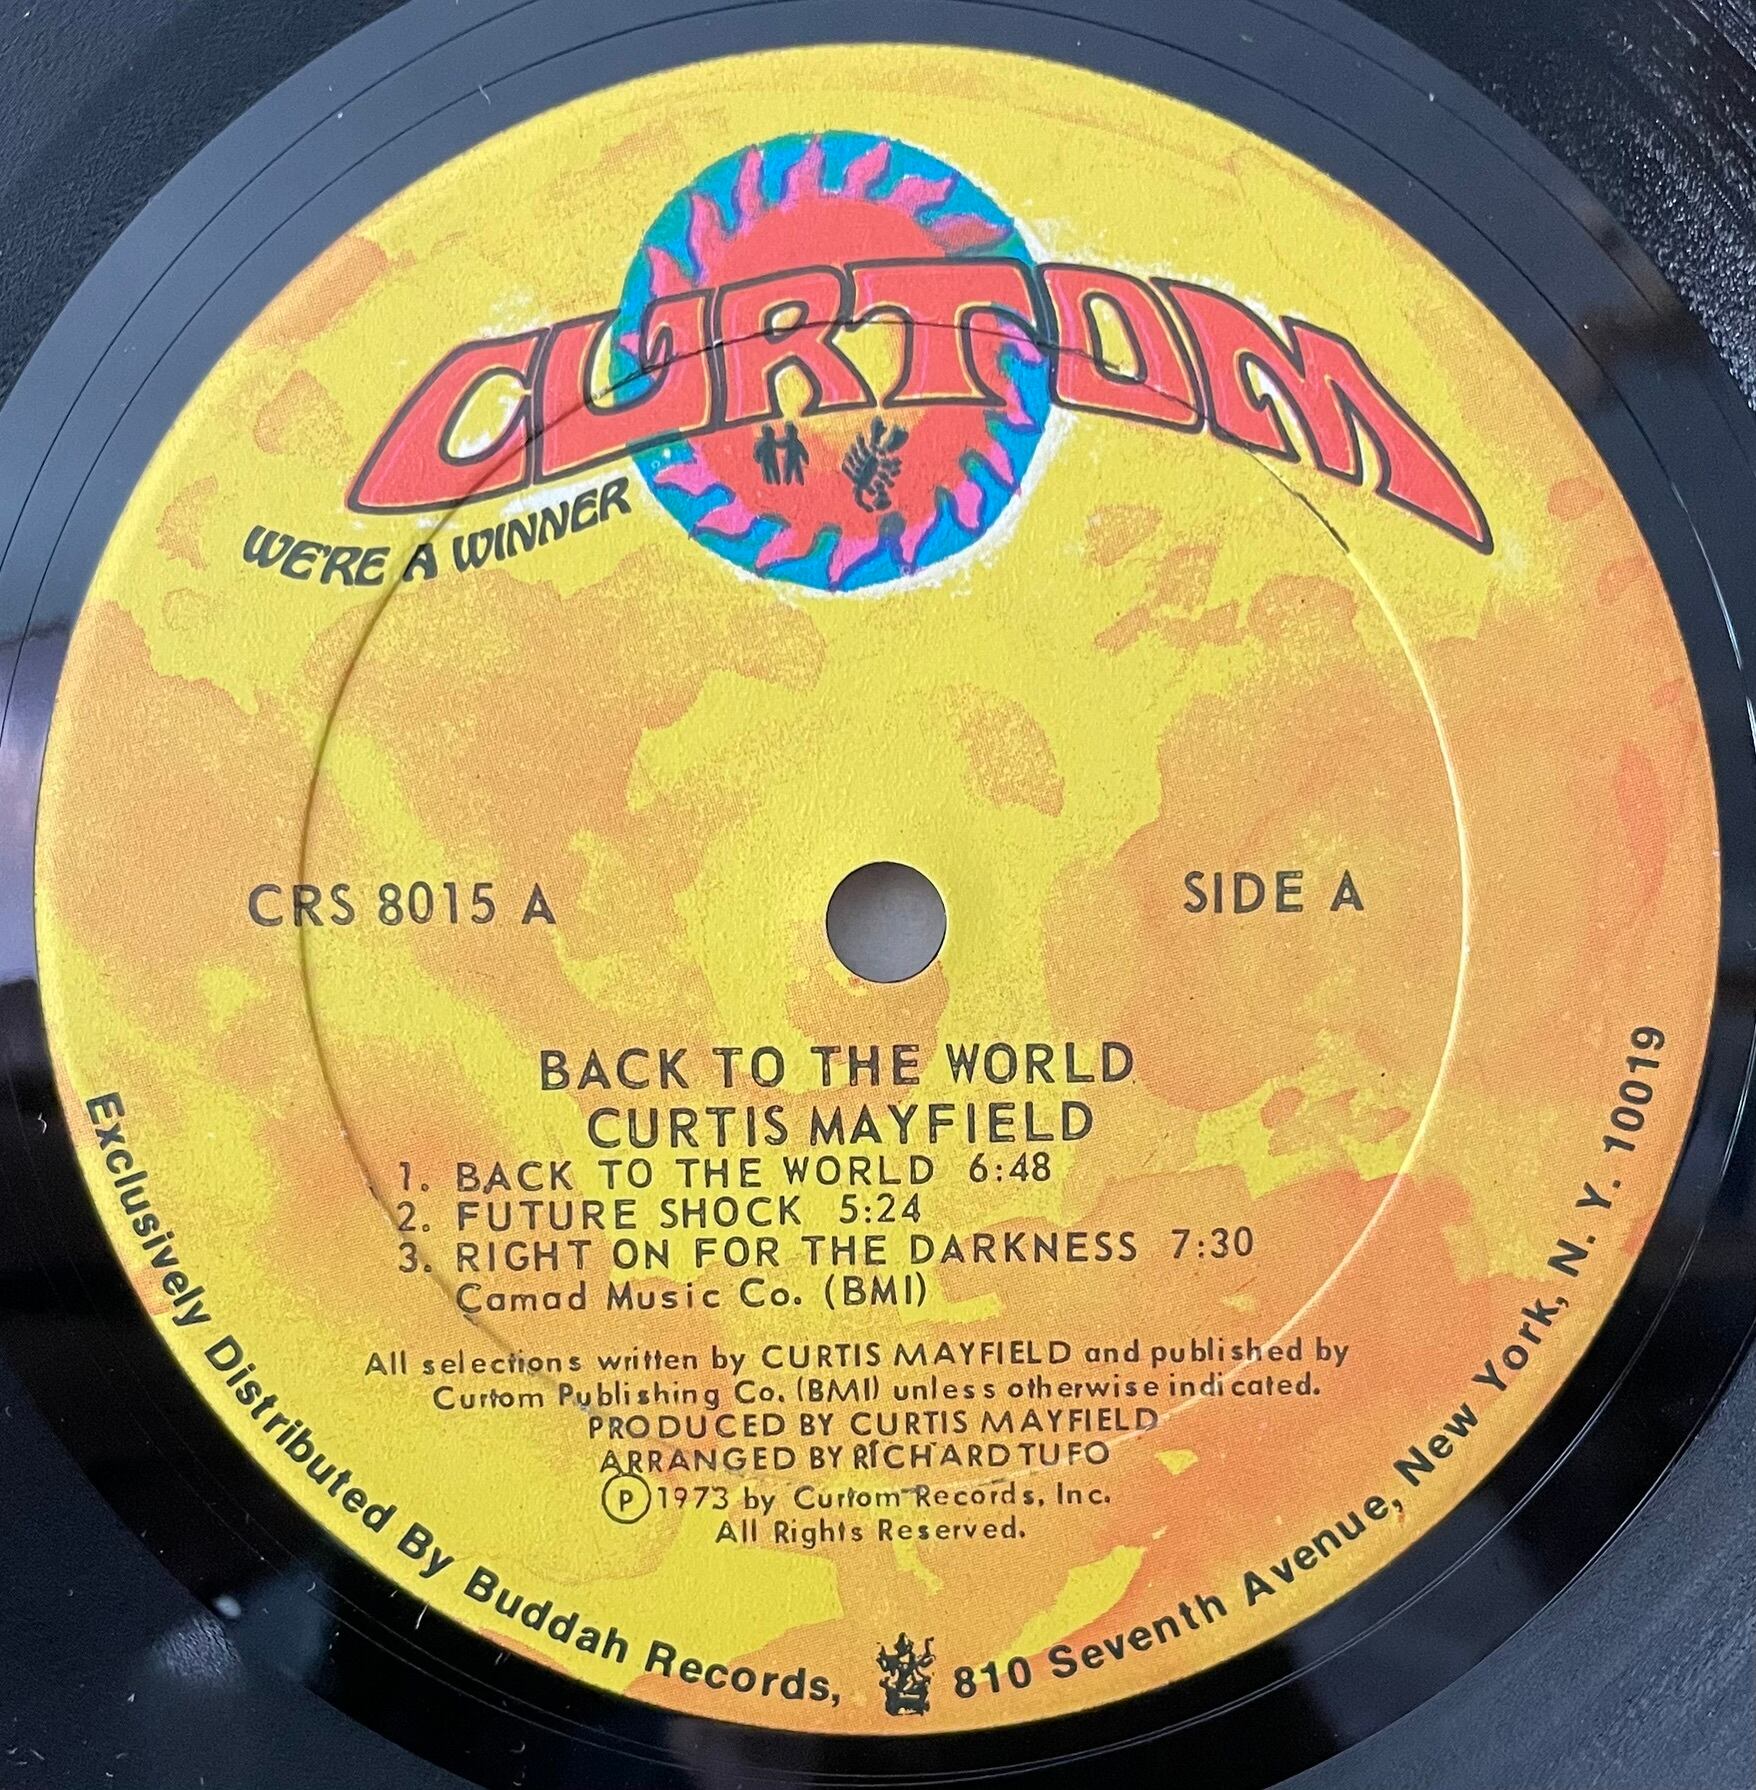 CURTOM
WE'RE A WINNER
CRS 8015 A
SIDE A
BACK TO THE WORLD
CURTIS MAYFIELD
1. BACK TO THE WORLD 6:48
2. FUTURE SHOCK 5:24
3. RIGHT ON FOR THE DARKNESS 7:30
Camad Music Co. (BMI)
All selections written by CURTIS MAYFIELD and published by
Curtom Publishing Co. (BMI) unless otherwise indicated.
PRODUCED BY CURTIS MAYFIELD
ARRANGED BY RICHARD TUFO
Ⓟ1973 by Curtom Records, Inc.
All Rights Reserved.
Exclusively Distributed By Buddah Records, 810 Seventh Avenue, New York, N. Y. 10019